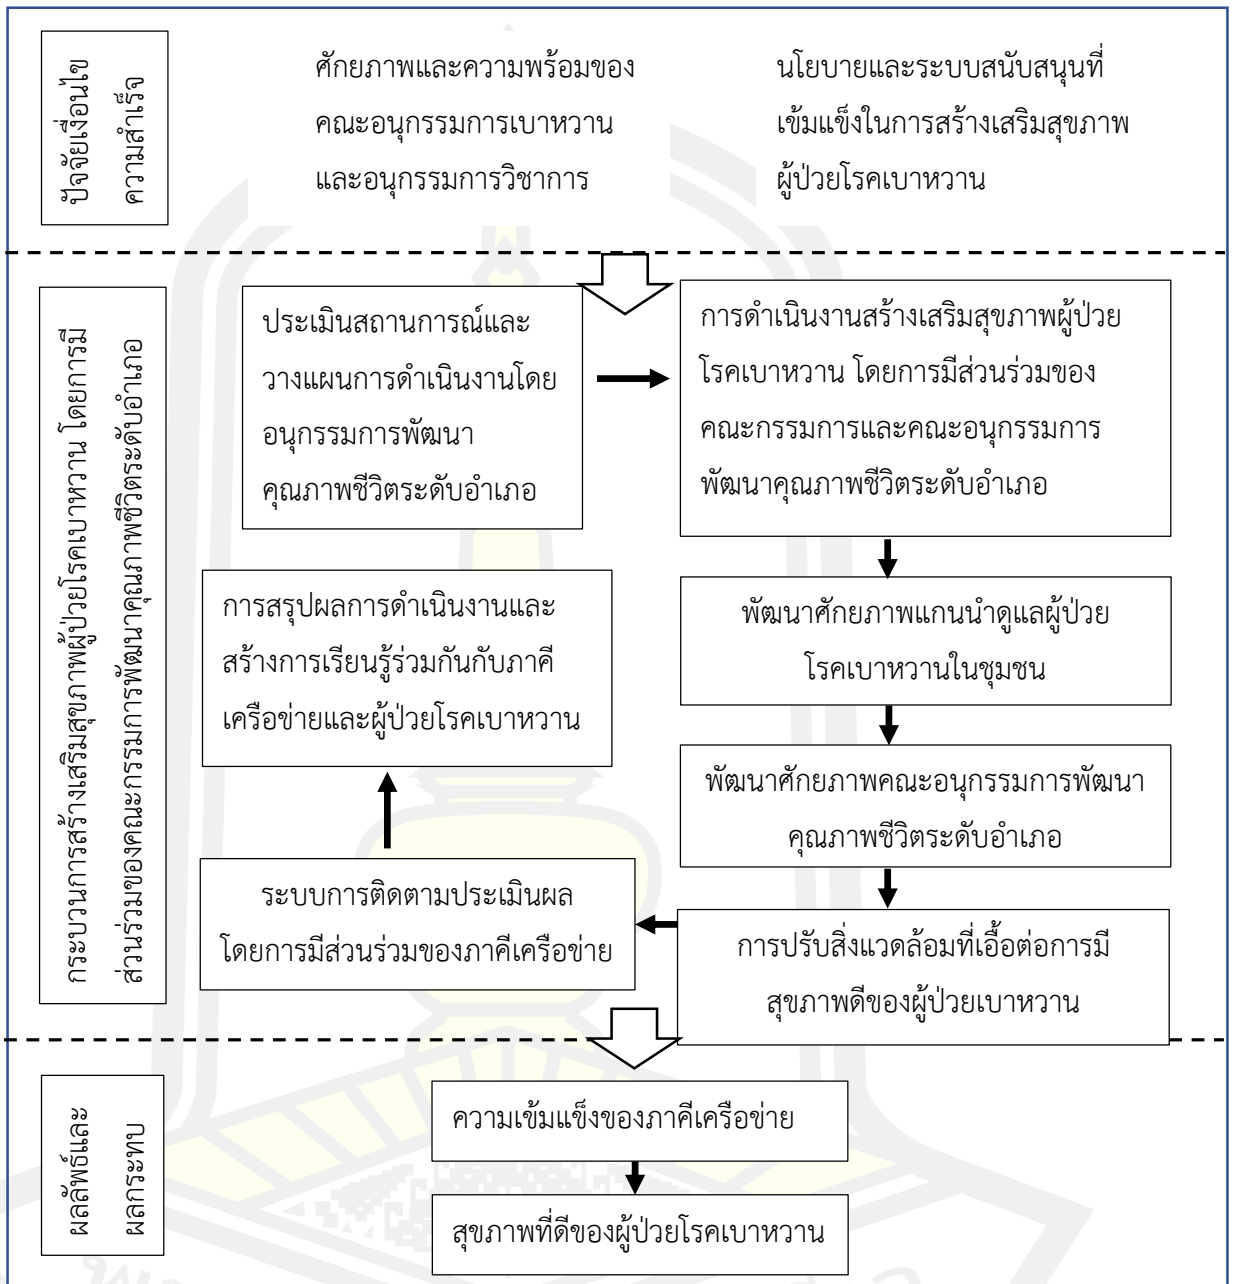 ปัจจัยเงื่อนไข
ความสำเร็จ
ศักยภาพและความพร้อมของ
คณะอนุกรรมการเบาหวาน
และอนุกรรมการวิชาการ
นโยบายและระบบสนับสนุนที่
เข้มแข็งในการสร้างเสริมสุขภาพ
ผู้ป่วยโรคเบาหวาน
กระบวนการสร้างเสริมสุขภาพผู้ป่วยโรคเบาหวาน โดยการมี
ส่วนร่วมของคณะกรรมการพัฒนาคุณภาพชีวิตระดับอำเภอ
ประเมินสถานการณ์และ
วางแผนการดำเนินงานโดย
อนุกรรมการพัฒนา
คุณภาพชีวิตระดับอำเภอ
การดำเนินงานสร้างเสริมสุขภาพผู้ป่วย
โรคเบาหวาน โดยการมีส่วนร่วมของ
คณะกรรมการและคณะอนุกรรมการ
พัฒนาคุณภาพชีวิตระดับอำเภอ
พัฒนาศักยภาพแกนนำดูแลผู้ป่วย
โรคเบาหวานในชุมชน
พัฒนาศักยภาพคณะอนุกรรมการพัฒนา
คุณภาพชีวิตระดับอำเภอ
การปรับสิ่งแวดล้อมที่เอื้อต่อการมี
สุขภาพดีของผู้ป่วยเบาหวาน
ระบบการติดตามประเมินผล
โดยการมีส่วนร่วมของภาคีเครือข่าย
การสรุปผลการดำเนินงานและ
สร้างการเรียนรู้ร่วมกันกับภาคี
เครือข่ายและผู้ป่วยโรคเบาหวาน
ผลลัพธ์และ
ผลกระทบ
ความเข้มแข็งของภาคีเครือข่าย
สุขภาพที่ดีของผู้ป่วยโรคเบาหวาน